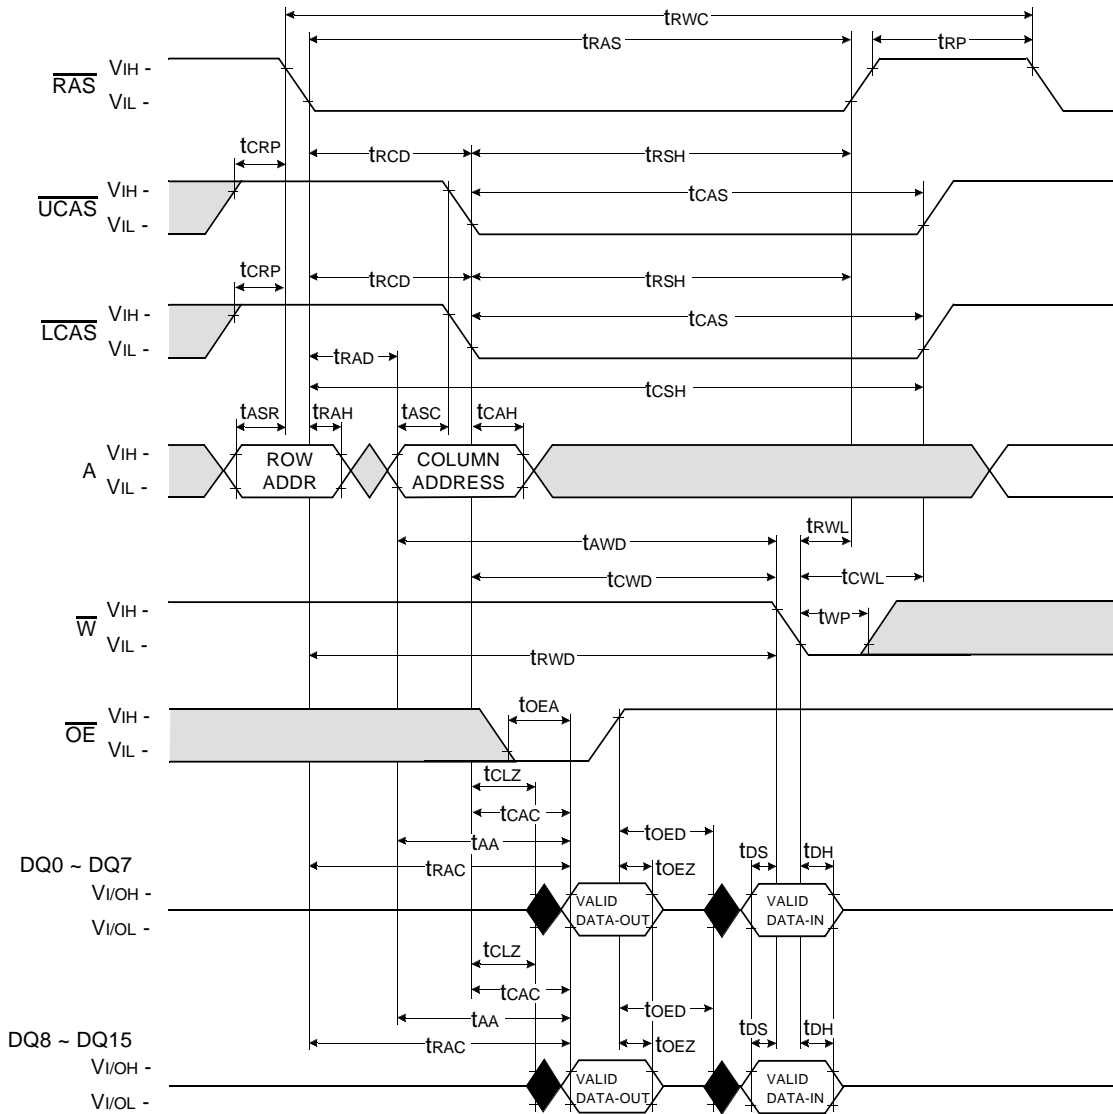 tRWC
tRAS
tRP
RAS
VIH -
VIL -
tCRP
tRCD
tRSH
UCAS
VIH -
VIL -
tCAS
tCRP
tRCD
tRSH
LCAS
VIH -
VIL -
tCAS
tRAD
tCSH
tASR
tRAH
tASC
tCAH
A
VIH -
VIL -
ROW
ADDR
COLUMN
ADDRESS
tRWL
tAWD
tCWD
tCWL
W
VIH -
VIL -
tWP
tRWD
OE
VIH -
VIL -
tOEA
tCLZ
tCAC
tOED
tAA
tDS
tDH
DQ0 ~ DQ7
tRAC
tOEZ
VI/OH -
VI/OL -
VALID
DATA-OUT
VALID
DATA-IN
tCLZ
tCAC
tOED
tAA
tDS
tDH
DQ8 ~ DQ15
tRAC
tOEZ
VI/OH -
VI/OL -
VALID
DATA-OUT
VALID
DATA-IN